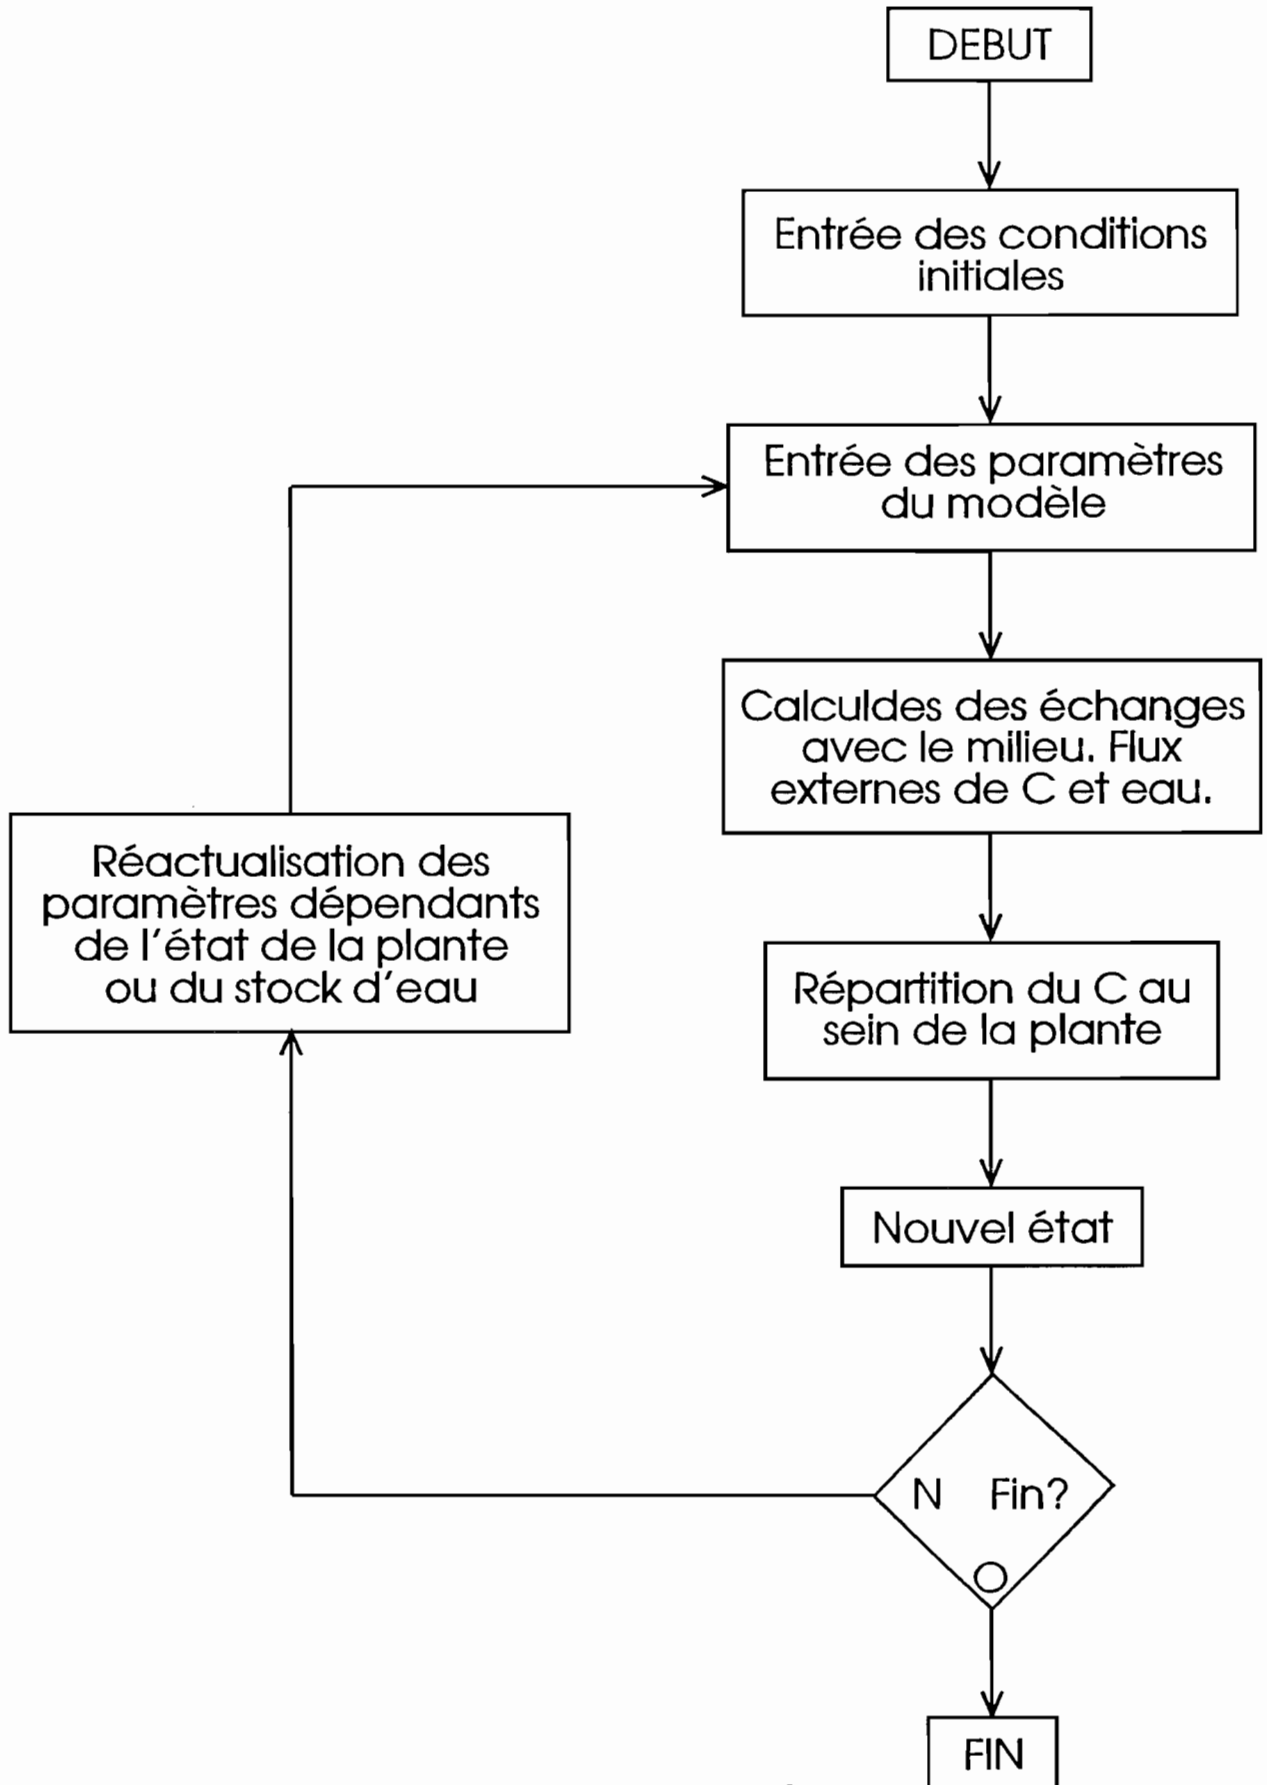 DEBUT
Entrée des conditions
initiales
Entrée des paramètres
du modèle
Calculdes des échanges
avec le milieu. Flux
externes de C et eau.
Réactualisation des
paramètres dépendants
de l'état de la plante
ou du stock d'eau
Répartition du C au
sein de la plante
Nouvel état
N Fin?
O
FIN